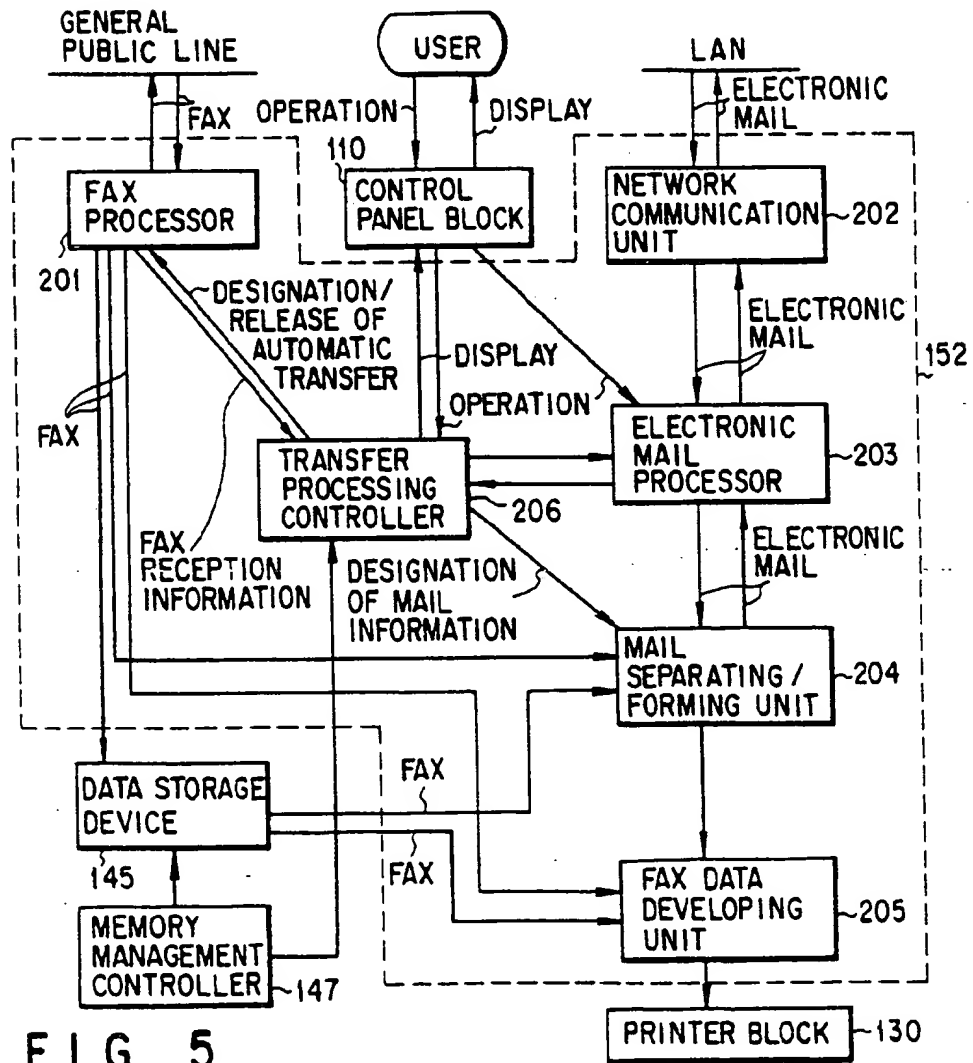 GENERAL
PUBLIC LINE
USER
LAN
FAX
OPERATION
DISPLAY
ELECTRONIC
MAIL
110
FAX
PROCESSOR
201
CONTROL
PANEL BLOCK
NETWORK
COMMUNICATION
UNIT
202
DESIGNATION/
RELEASE OF
AUTOMATIC
TRANSFER
DISPLAY
OPERATION
ELECTRONIC
MAIL
152
FAX
TRANSFER
PROCESSING
CONTROLLER
206
ELECTRONIC
MAIL
PROCESSOR
203
FAX
RECEPTION
INFORMATION
DESIGNATION
OF MAIL
INFORMATION
ELECTRONIC
MAIL
MAIL
SEPARATING/
FORMING UNIT
204
DATA STORAGE
DEVICE
145
FAX
FAX
MEMORY
MANAGEMENT
CONTROLLER
147
FAX DATA
DEVELOPING
UNIT
205
PRINTER BLOCK
130
FIG. 5